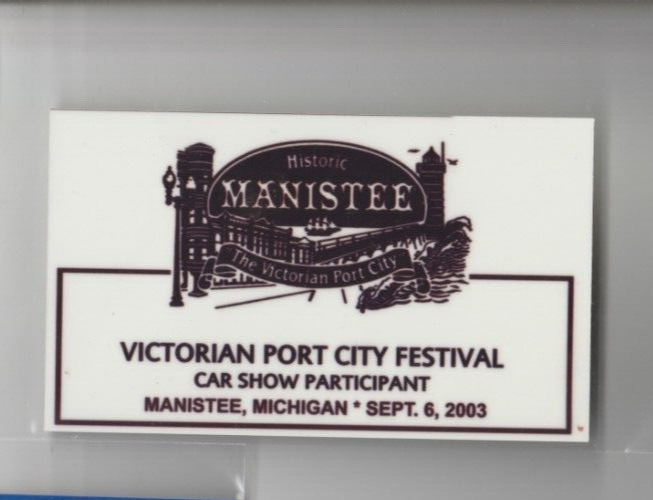 Historic
MANISTEE
The Victorian Port City
VICTORIAN PORT CITY FESTIVAL
CAR SHOW PARTICIPANT
MANISTEE, MICHIGAN * SEPT. 6, 2003